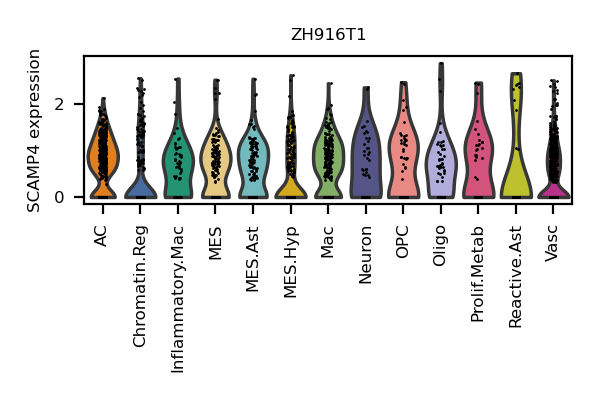 ZH916T1
SCAMP4 expression
2
0
AC
Chromatin.Reg
Inflammatory.Mac
MES
MES.Ast
MES.Hyp
Mac
Neuron
OPC
Oligo
Prolif.Metab
Reactive.Ast
Vasc